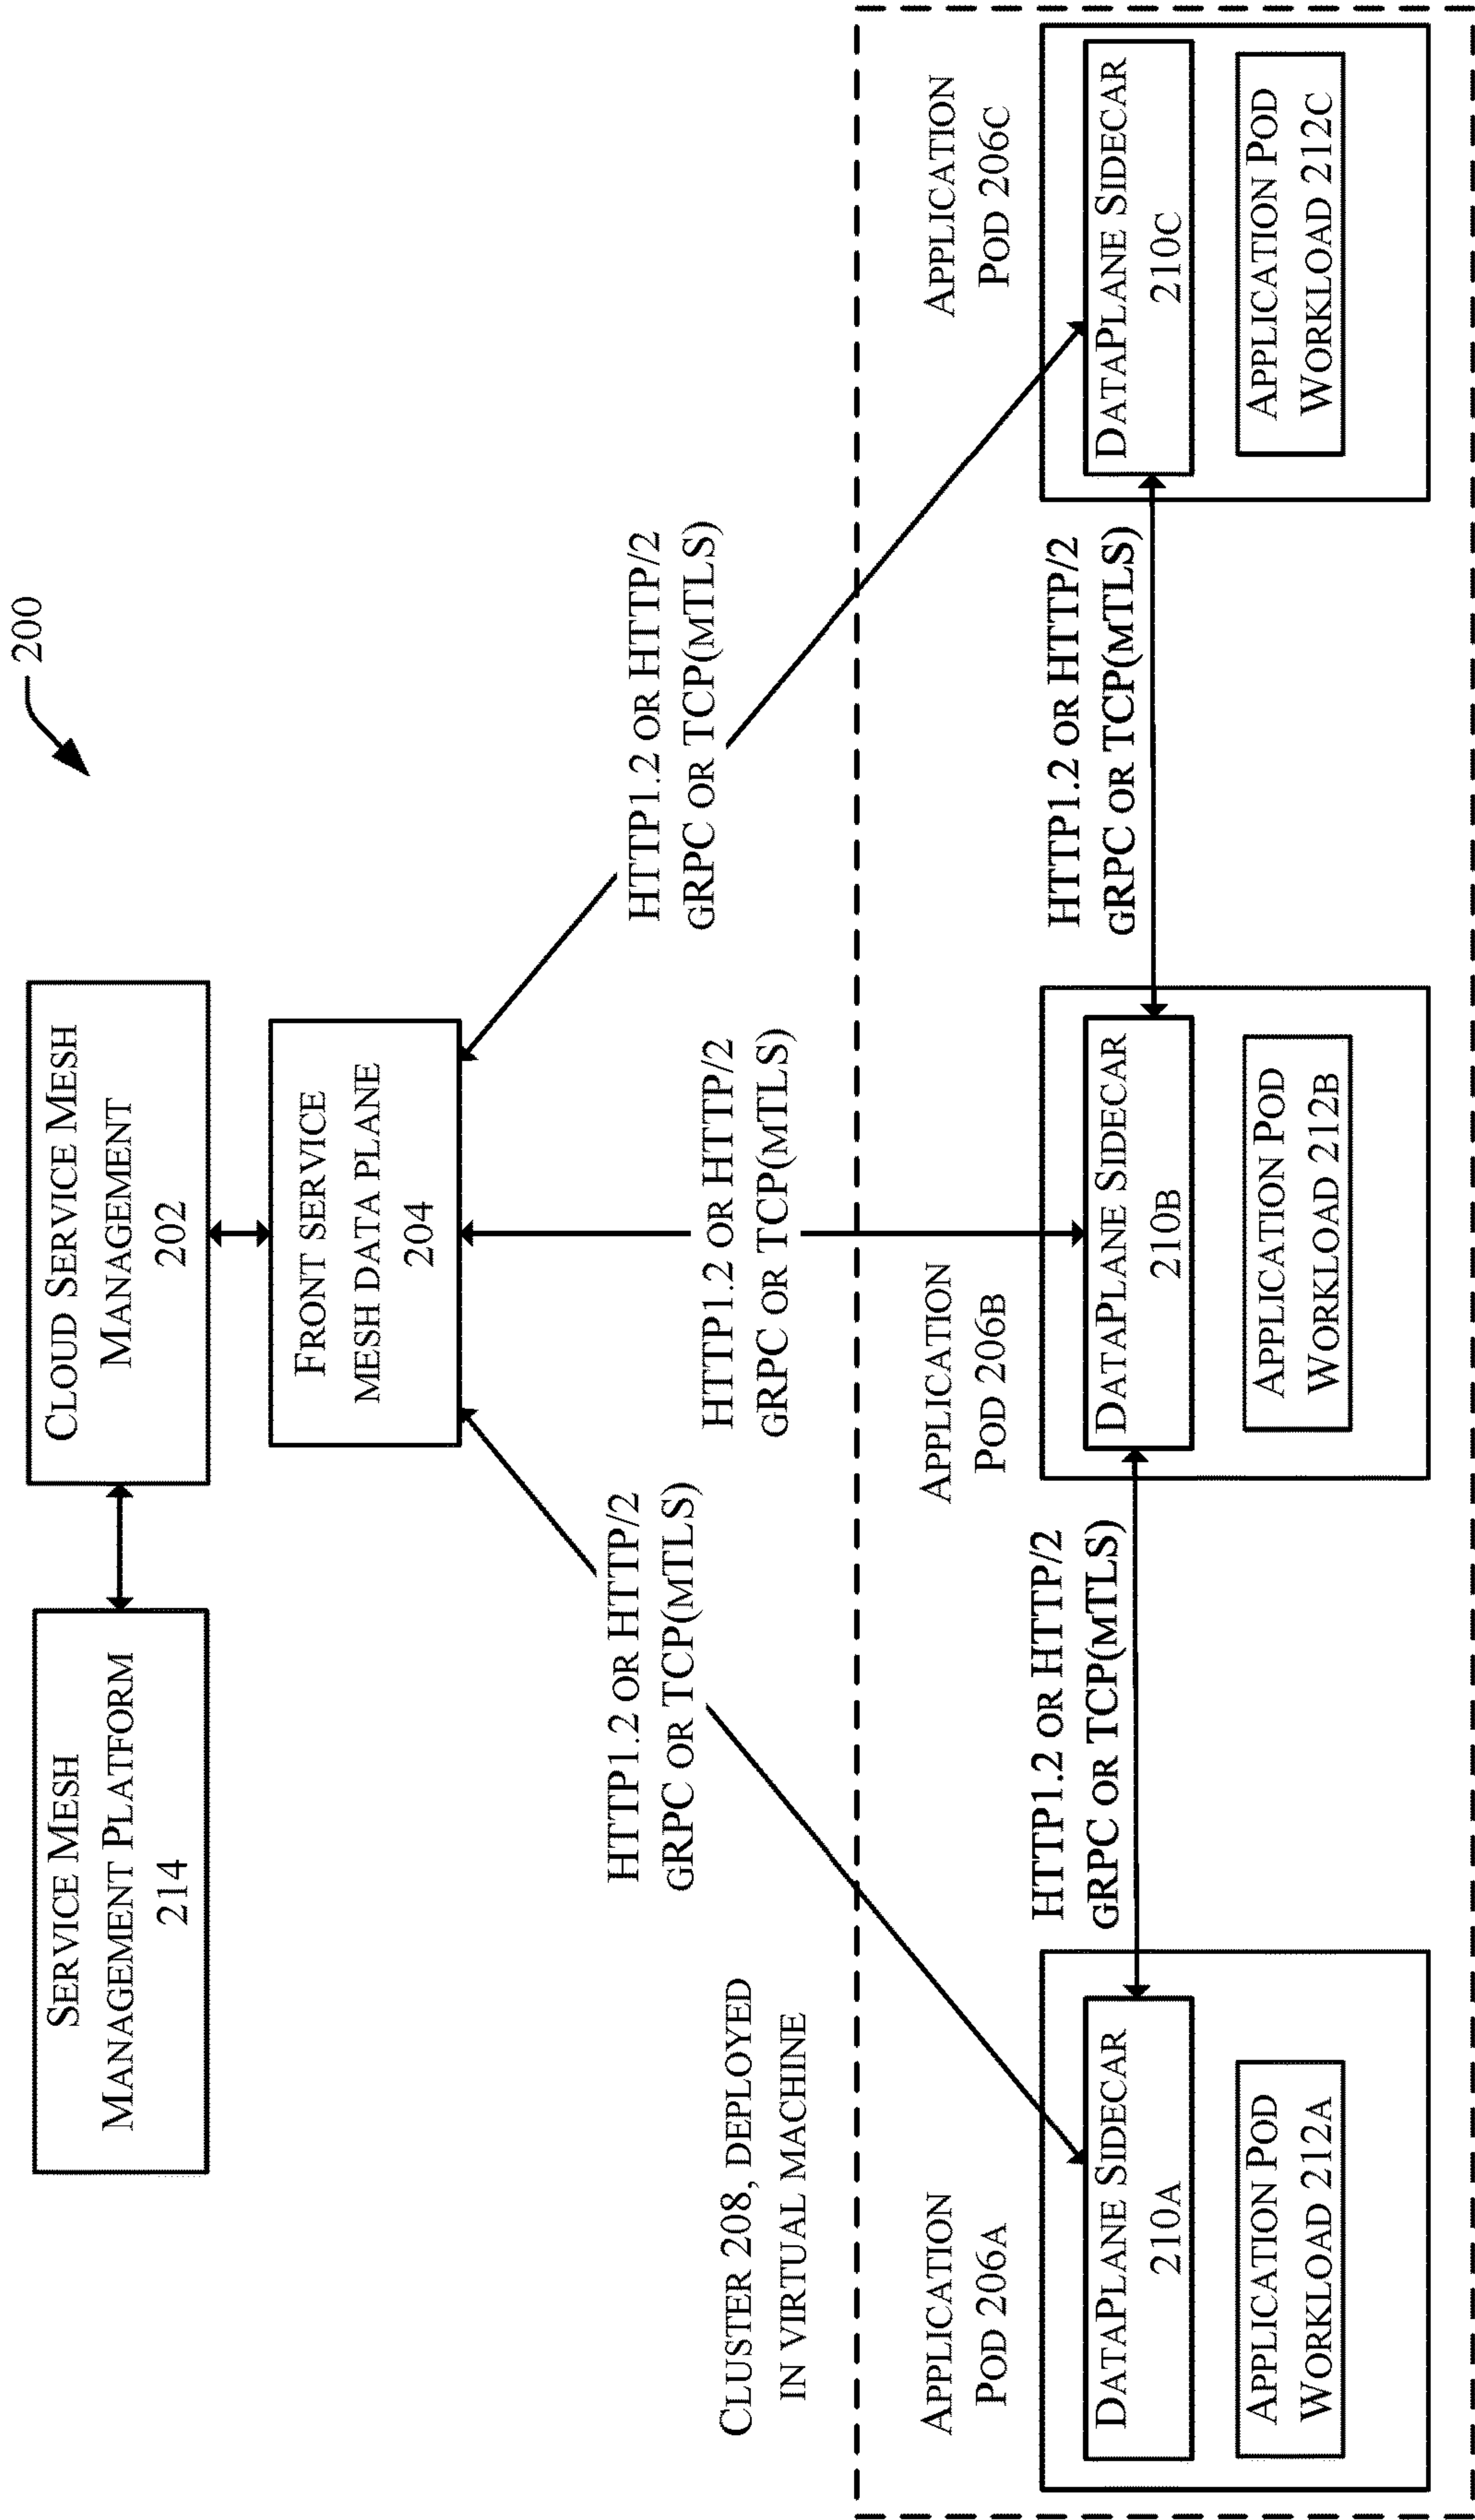 200
SERVICE MESH
MANAGEMENT PLATFORM
214
CLOUD SERVICE MESH
MANAGEMENT
202
FRONT SERVICE
MESH DATA PLANE
204
HTTP1.2 OR HTTP/2
GRPC OR TCP(MTLS)
HTTP1.2 OR HTTP/2
GRPC OR TCP(MTLS)
HTTP1.2 OR HTTP/2
GRPC OR TCP(MTLS)
CLUSTER 208, DEPLOYED
IN VIRTUAL MACHINE
APPLICATION
POD 206A
DATAPLANE SIDECAR
210A
APPLICATION POD
WORKLOAD 212A
HTTP1.2 OR HTTP/2
GRPC OR TCP(MTLS)
APPLICATION
POD 206B
DATAPLANE SIDECAR
210B
APPLICATION POD
WORKLOAD 212B
HTTP1.2 OR HTTP/2
GRPC OR TCP(MTLS)
APPLICATION
POD 206C
DATAPLANE SIDECAR
210C
APPLICATION POD
WORKLOAD 212C